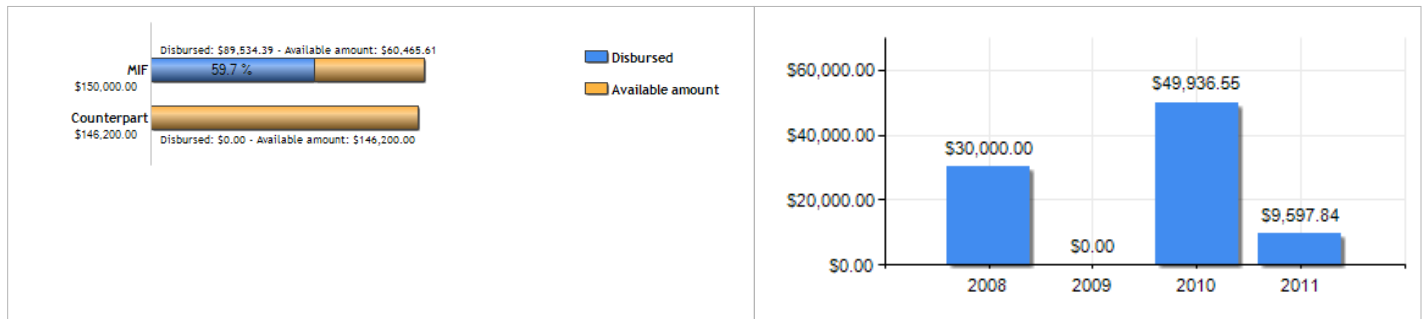 Disbursed: $89,534.39 - Available amount: $60,465.61
MIF
59.7 %
$150,000.00
Counterpart
$146,200.00
Disbursed: $0.00 - Available amount: $146,200.00
Disbursed
Available amount
$60,000.00
$40,000.00
$20,000.00
$0.00
$30,000.00
$0.00
$49,936.55
$9,597.84
2008
2009
2010
2011